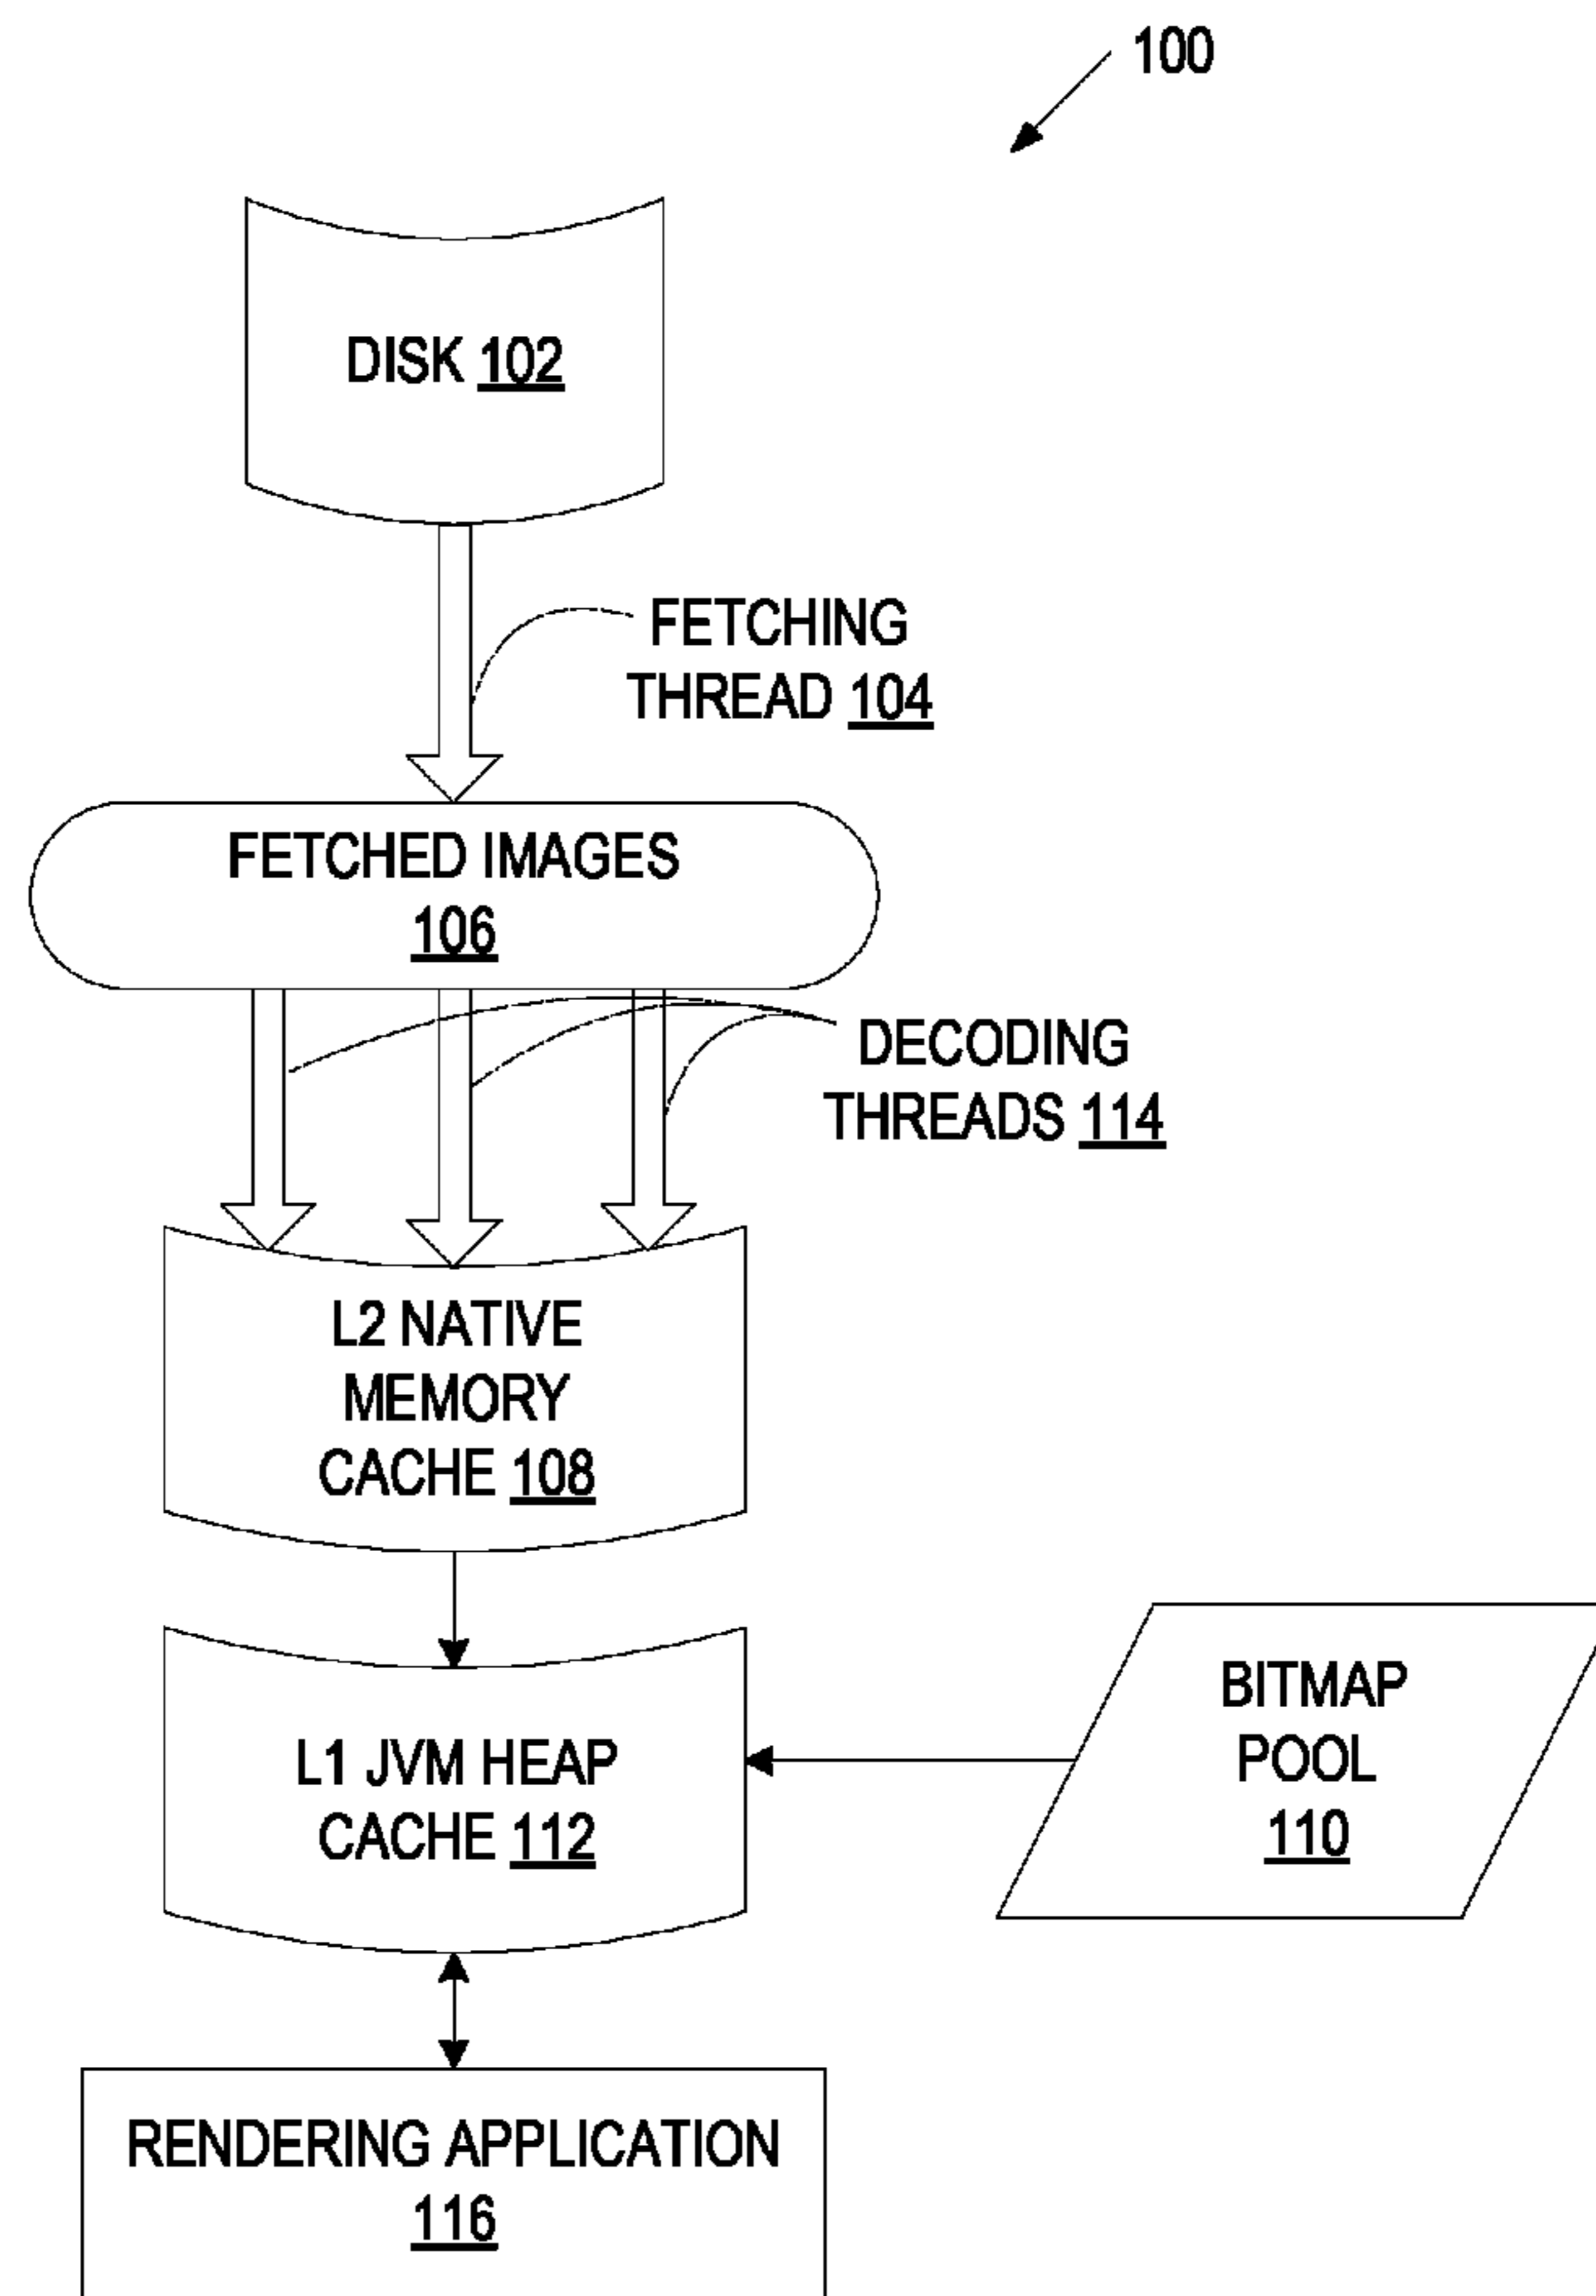 100
DISK 102
FETCHING
THREAD 104
FETCHED IMAGES
106
DECODING
THREADS 114
L2 NATIVE
MEMORY
CACHE 108
L1 JVM HEAP
CACHE 112
BITMAP
POOL
110
RENDERING APPLICATION
116